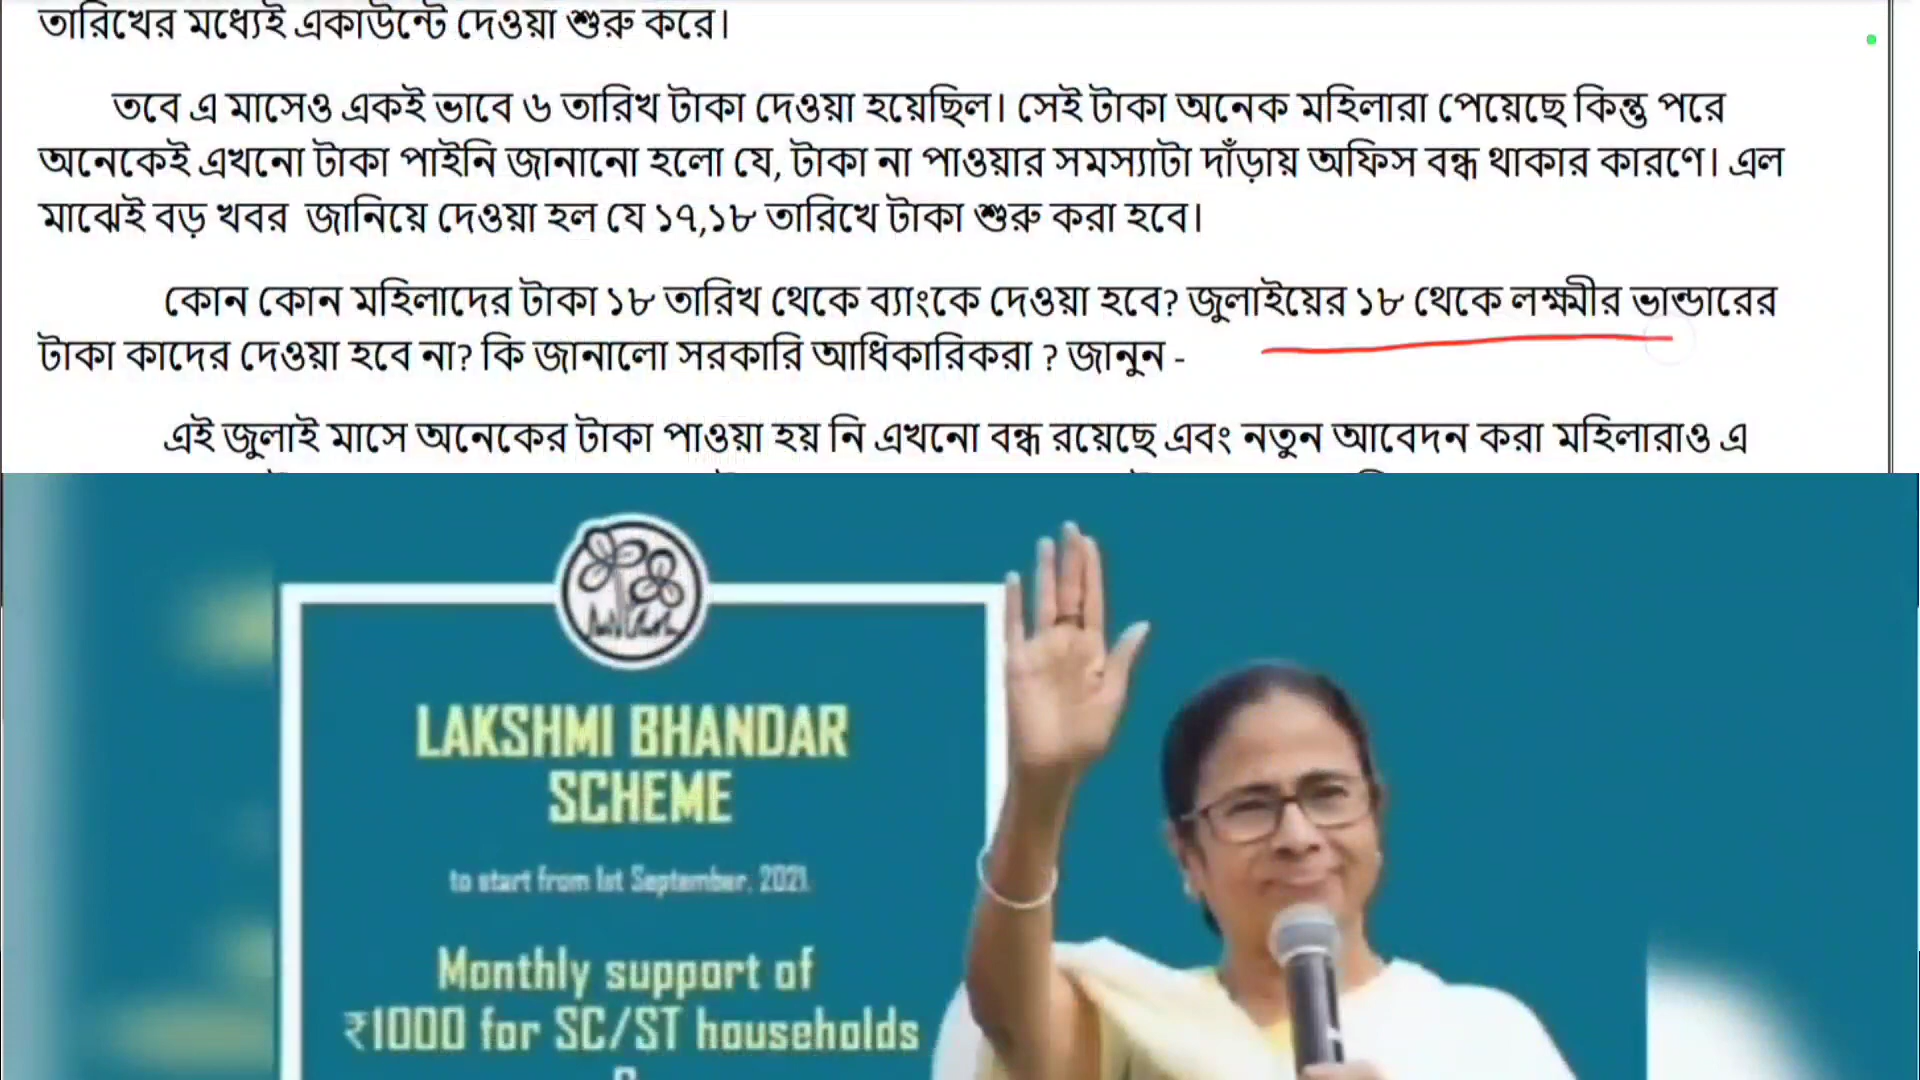 তারিখের মধ্যেই একাউন্টে দেওয়া শুরু করে।
তবে এ মাসেও একই ভাবে ৬ তারিখ টাকা দেওয়া হয়েছিল। সেই টাকা অনেক মহিলারা পেয়েছে কিন্তু পরে
অনেকেই এখনো টাকা পাইনি জানানো হলো যে, টাকা না পাওয়ার সমস্যাটা দাঁড়ায় অফিস বন্ধ থাকার কারণে। এল
মাঝেই বড় খবর জানিয়ে দেওয়া হল যে ১৭,১৮ তারিখে টাকা শুরু করা হবে।
কোন কোন মহিলাদের টাকা ১৮ তারিখ থেকে ব্যাংকে দেওয়া হবে? জুলাইয়ের ১৮ থেকে লক্ষ্মীর ভান্ডারের
টাকা কাদের দেওয়া হবে না? কি জানালো সরকারি আধিকারিকরা ? জানুন -
এই জুলাই মাসে অনেকের টাকা পাওয়া হয় নি এখনো বন্ধ রয়েছে এবং নতুন আবেদন করা মহিলারাও এ
LAKSHMI BHANDAR
SCHEME
to start from 1st September, 2021.
Monthly support of
₹1000 for SC/ST households